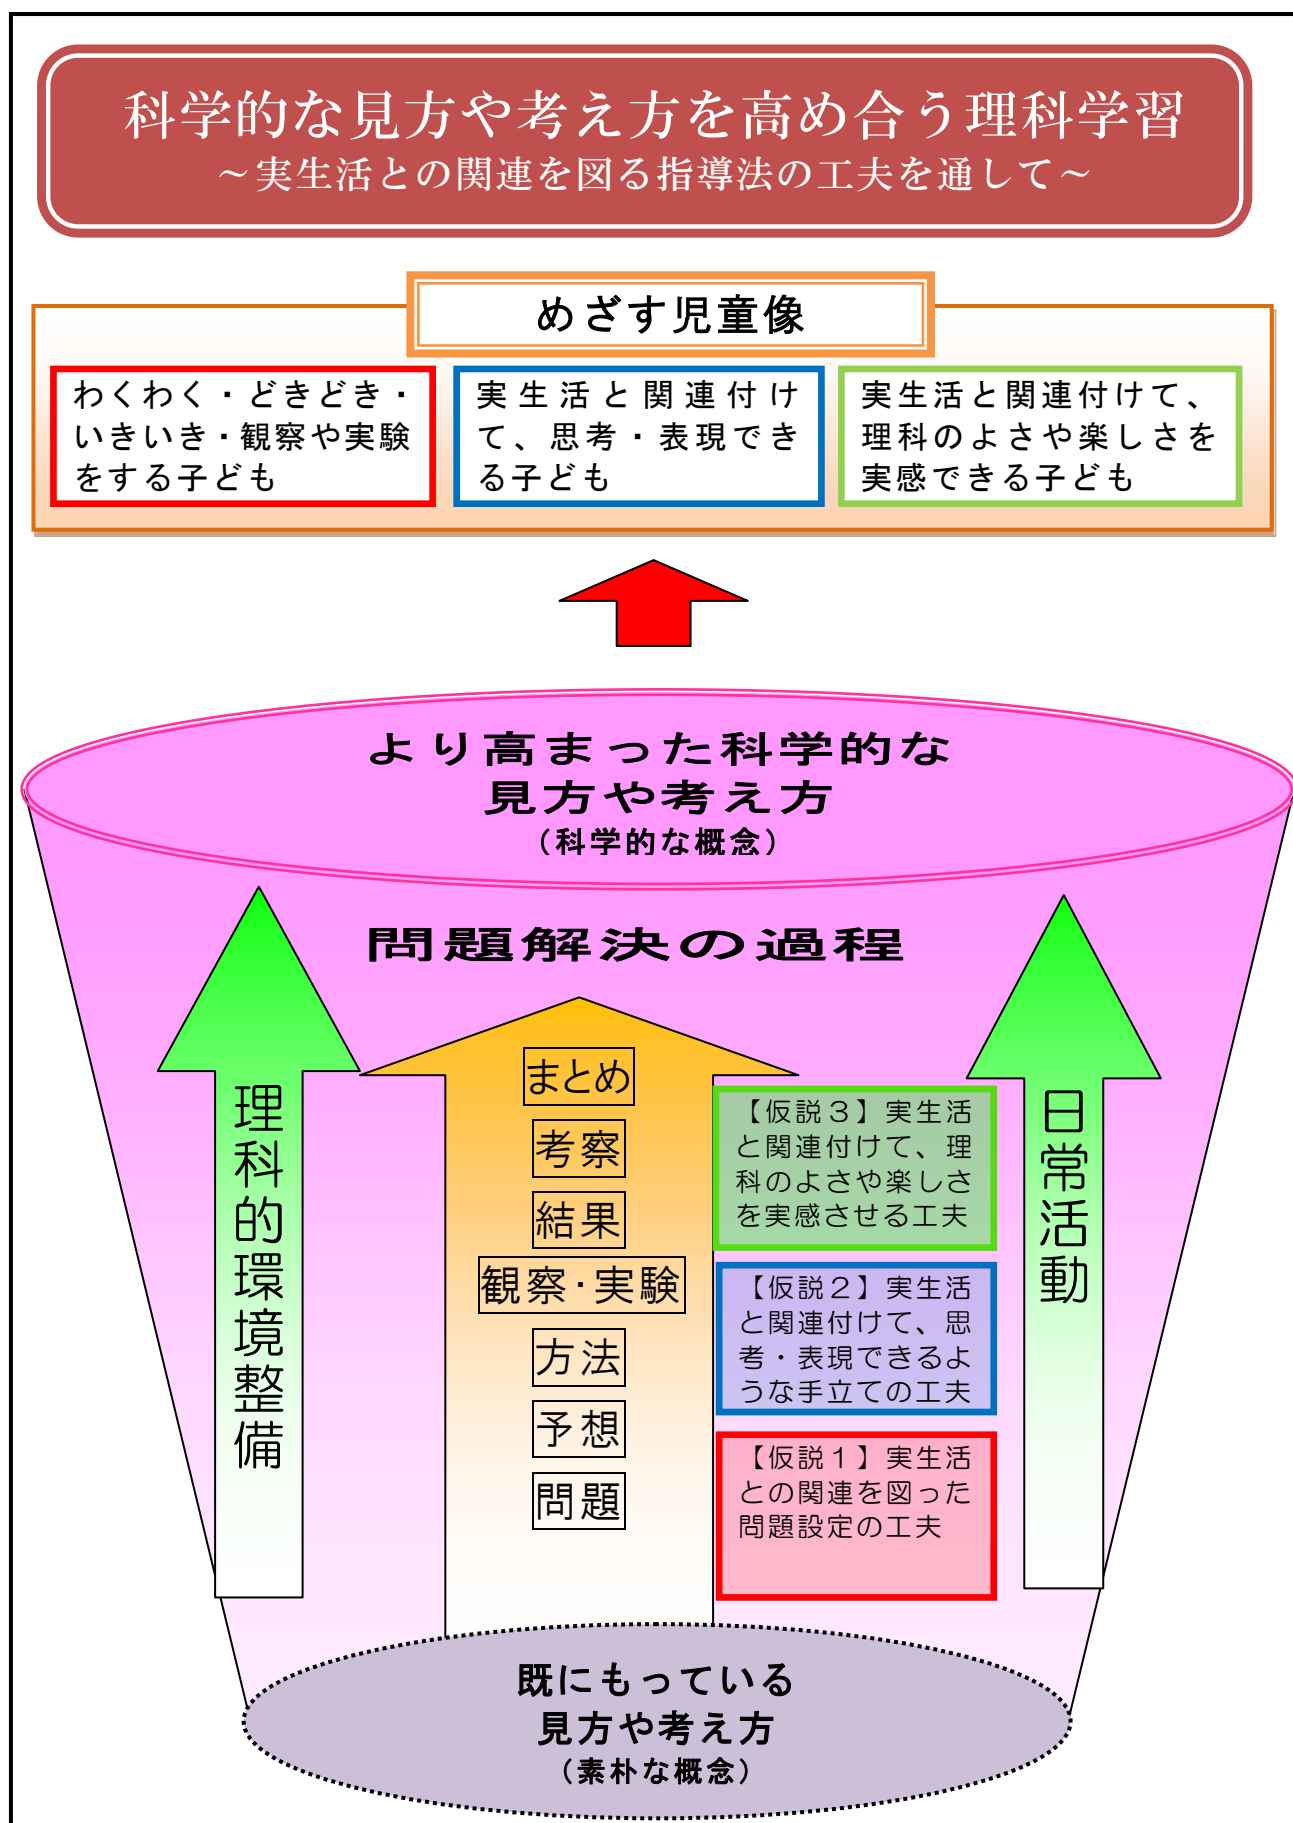 科学的な見方や考え方を高め合う理科学習
～実生活との関連を図る指導法の工夫を通して～
めざす児童像
わくわく・どきどき・
いきいき・観察や実験
をする子ども
実生活と関連付け
て、思考・表現でき
る子ども
実生活と関連付けて、
理科のよさや楽しさを
実感できる子ども
より高まった科学的な
見方や考え方
（科学的な概念）
問題解決の過程
理科的環境整備
まとめ
考察
結果
観察・実験
方法
予想
問題
【仮説３】実生活
と関連付けて、理
科のよさや楽しさ
を実感させる工夫
【仮説２】実生活
と関連付けて、思
考・表現できるよ
うな手立ての工夫
【仮説１】実生活
との関連を図った
問題設定の工夫
日常活動
既にもっている
見方や考え方
（素朴な概念）